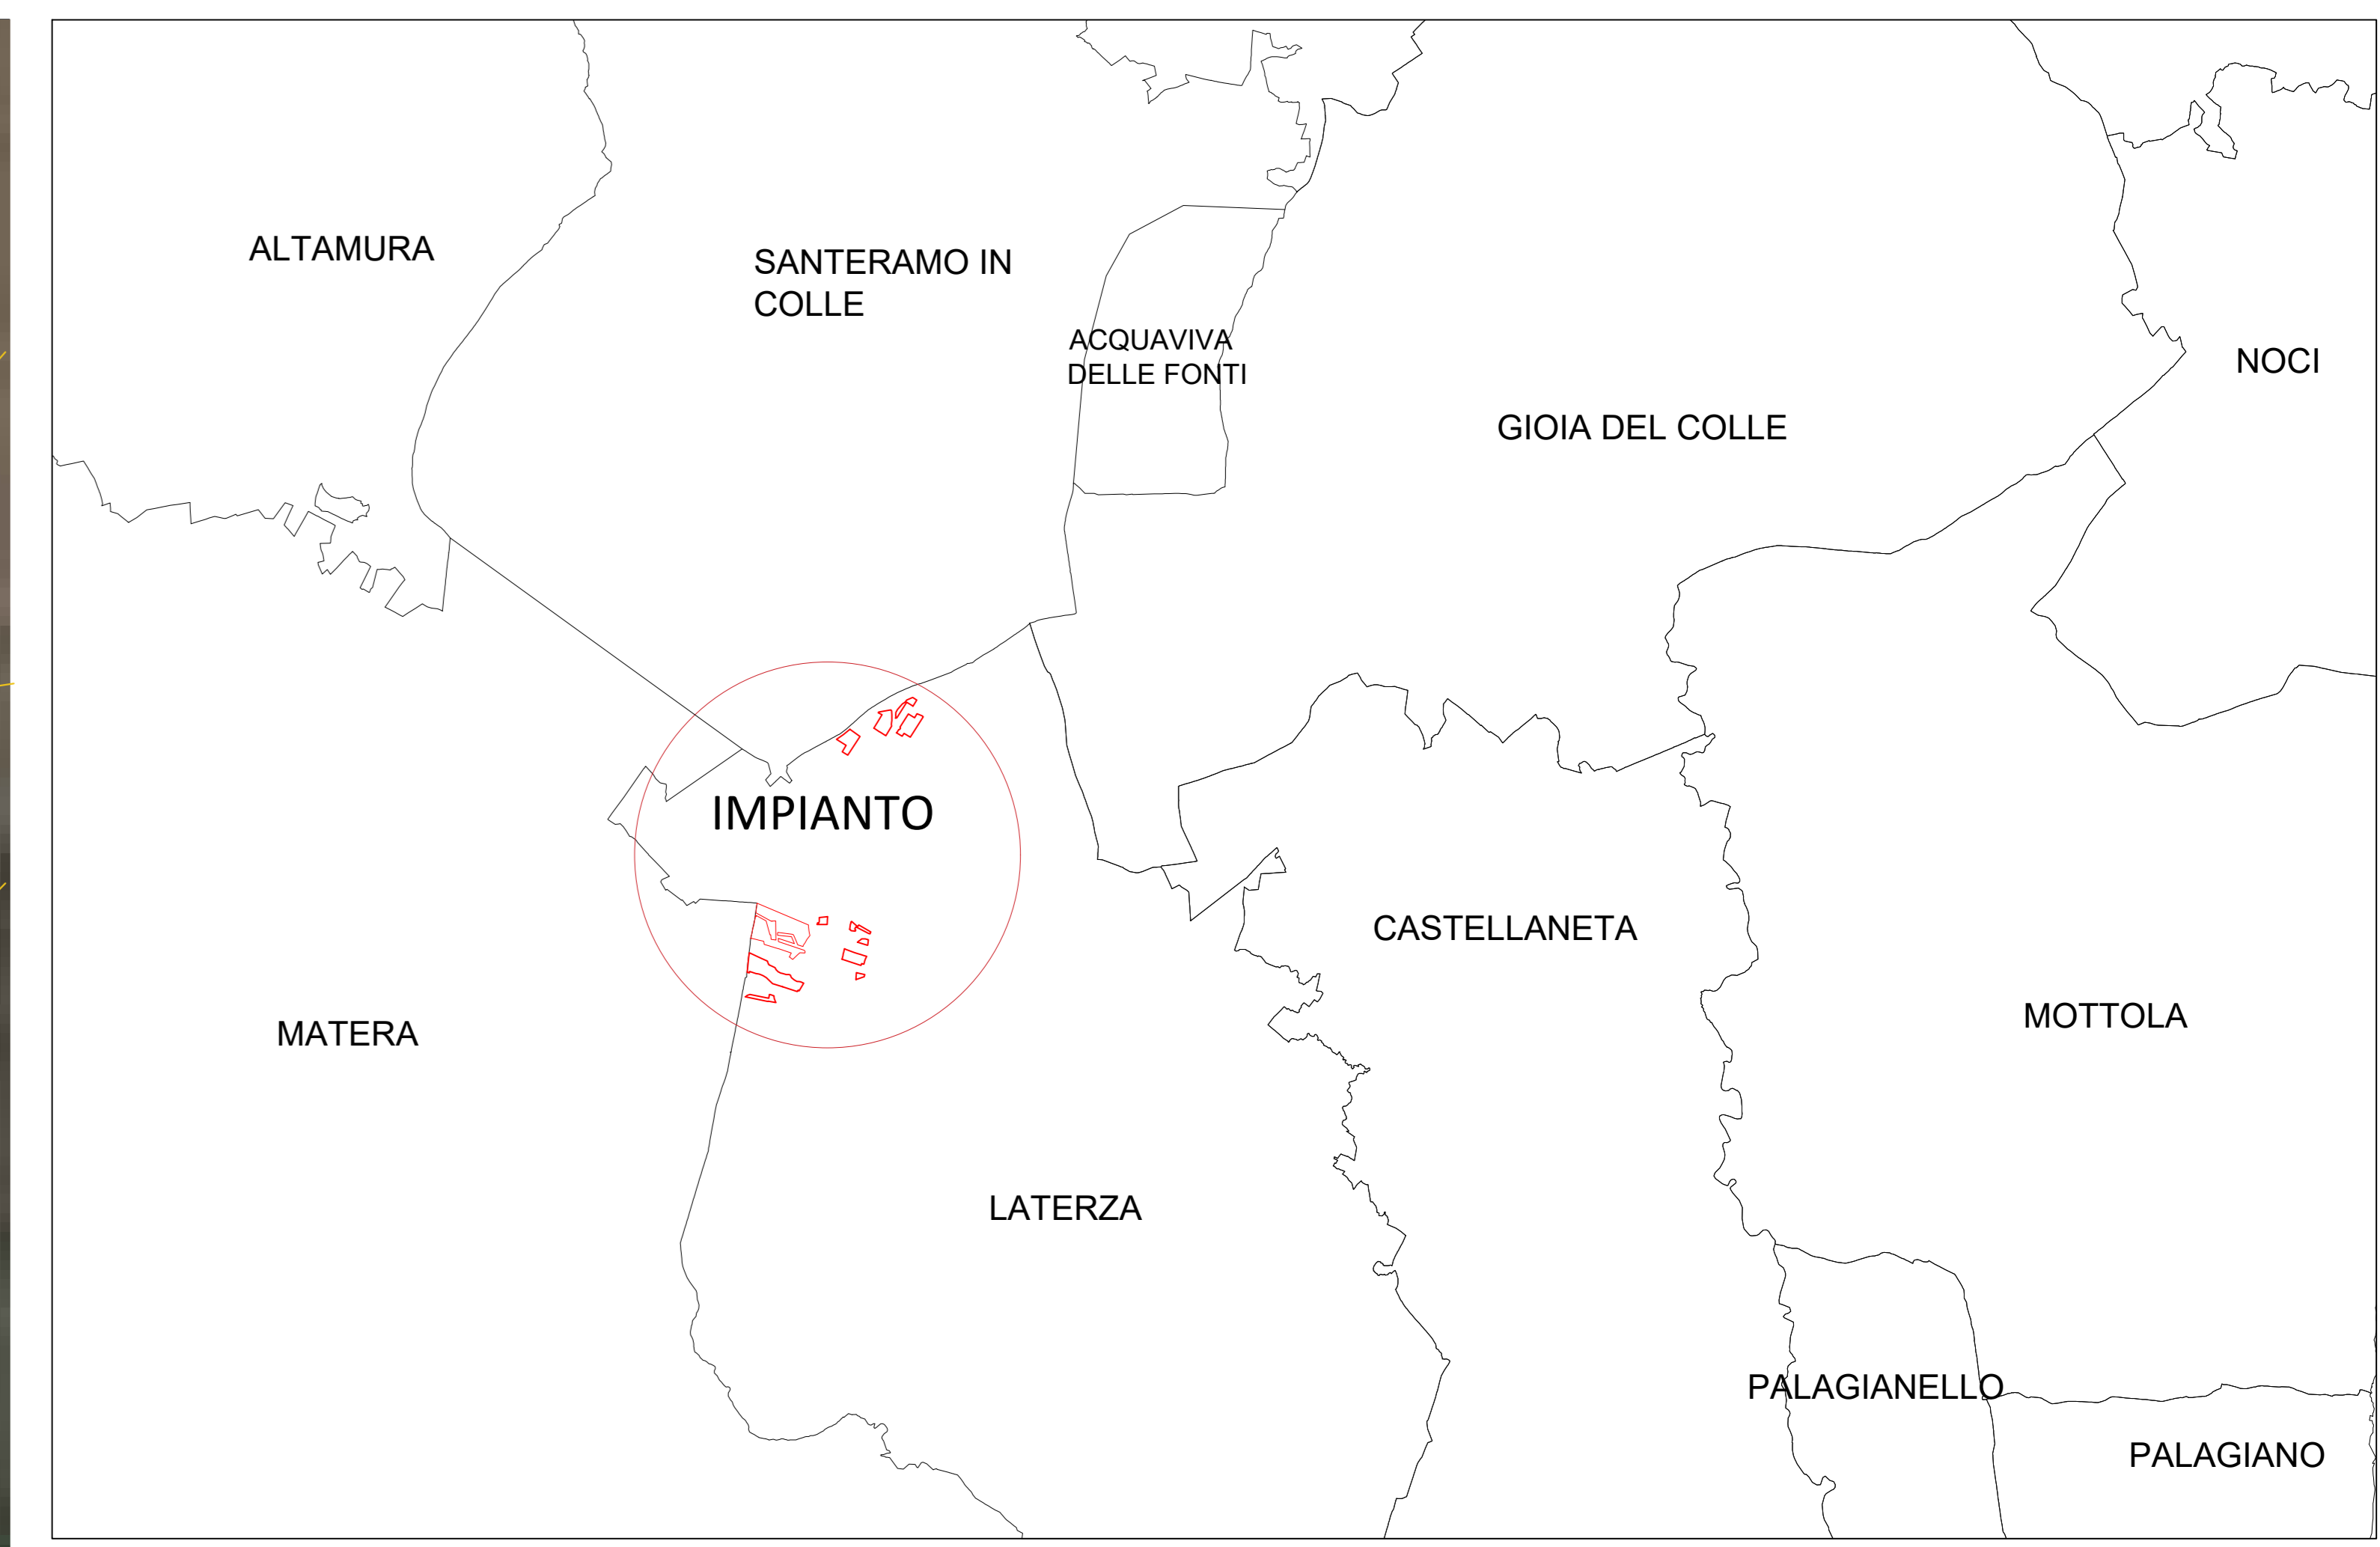 ALTAMURA
SANTERAMO IN
COLLE
ACQUAVIVA
DELLE FONTI
NOCI
GIOIA DEL COLLE
IMPIANTO
CASTELLANETA
MOTTOLA
MATERA
LATERZA
PALAGIANELLO
PALAGIANO